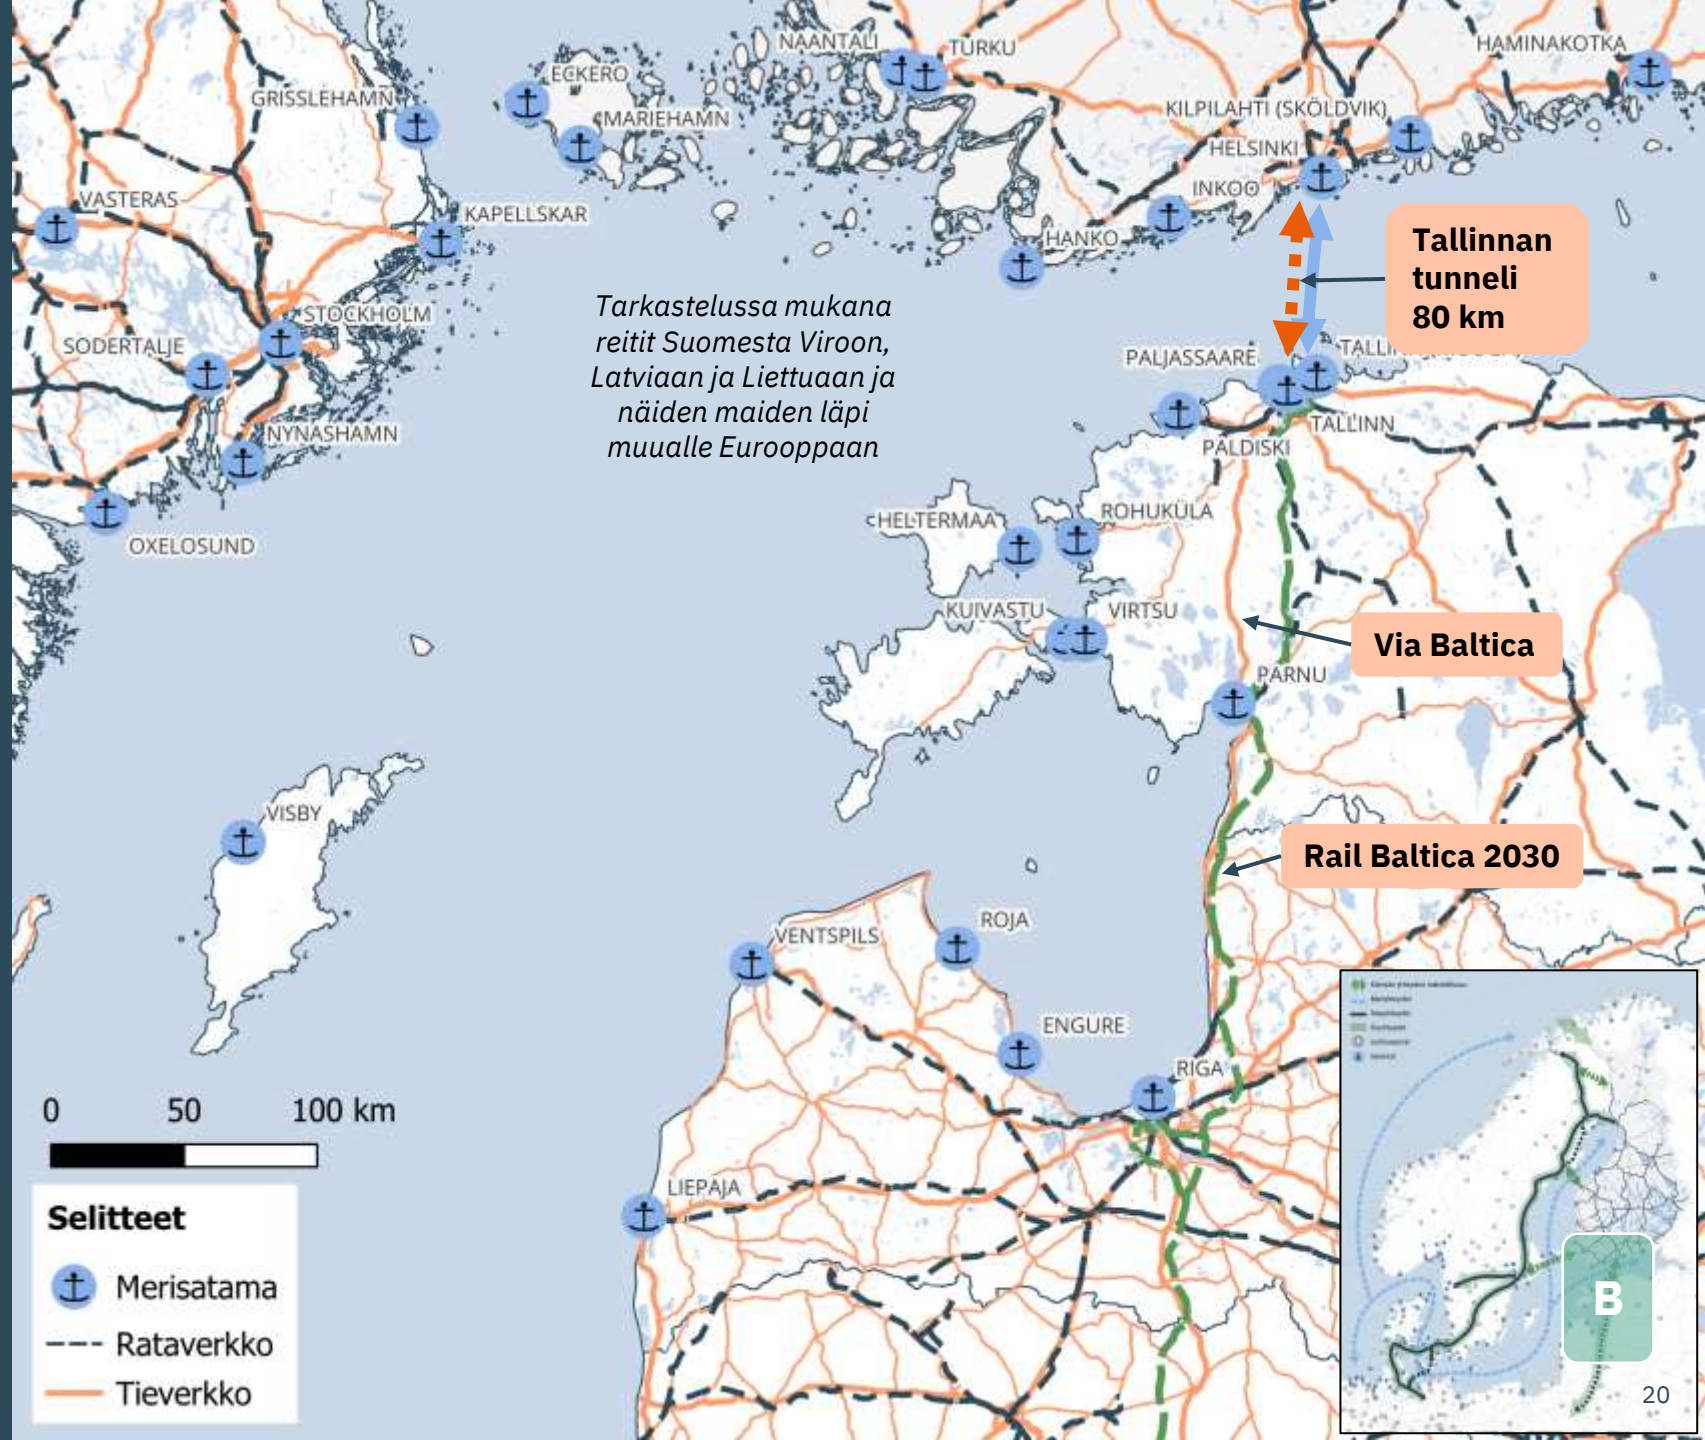 NAANTALI
TURKU
HAMINAKOTKA
ECKERO
GRISSLEHAMN
MARIEHAMN
KILPILAHTI (SKÖLDVIK)
HELSINKI
INKOO
VASTERAS
KAPELLSKAR
HANKO
Tallinnan
tunneli
80 km
Tarkastelussa mukana
reitit Suomesta Viroon,
Latviaan ja Liettuaan ja
näiden maiden läpi
muualle Eurooppaan
STOCKHOLM
SODERTALJE
PALJASSAARE
TALLINN
NYNASHAMN
PALDISKI
OXELOSUND
HELTERMAA
ROHUKÜLA
KUIVASTU
VIRTSU
Via Baltica
PARNU
VISBY
Rail Baltica 2030
ROJA
VENTSPILS
ENGURE
RIGA
0 50 100 km
LIEPAJA
Selitteet
Merisatama
Rataverkko
Tieverkko
B
20